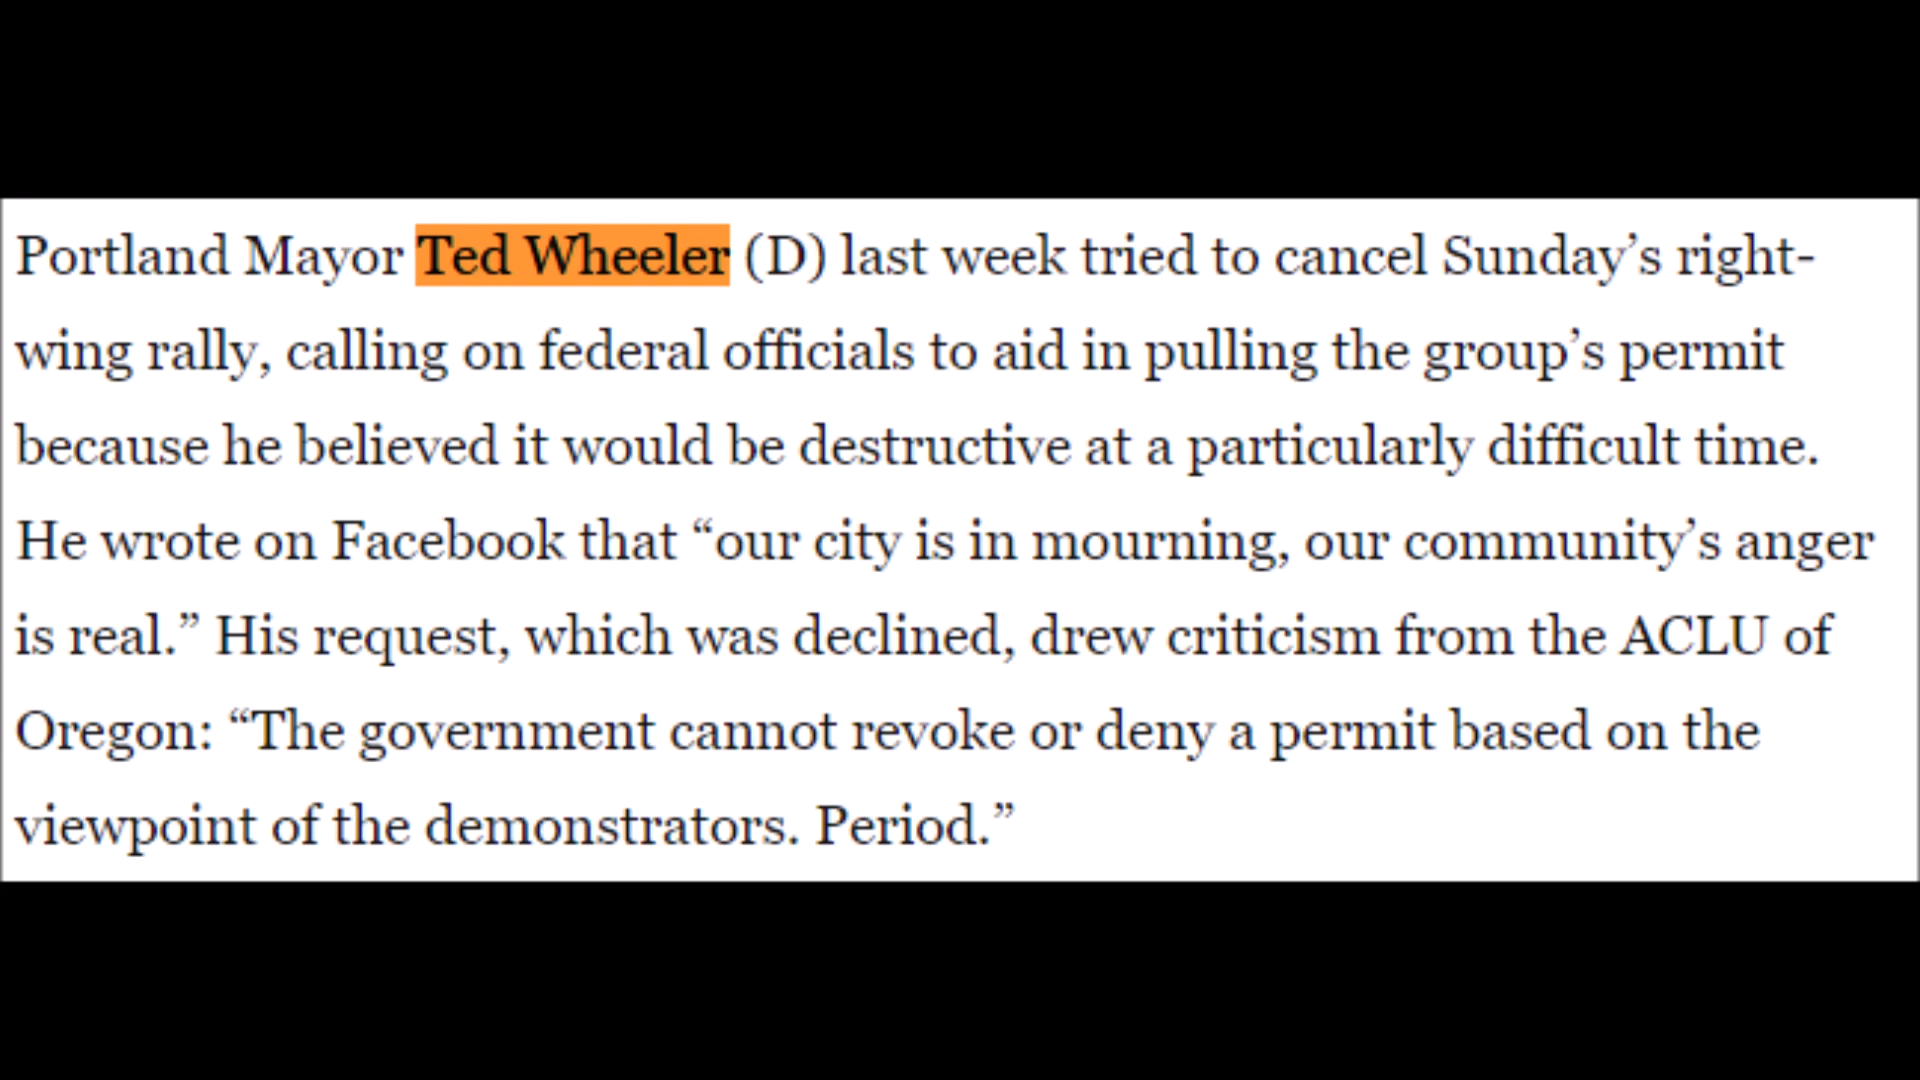 Portland Mayor Ted Wheeler (D) last week tried to cancel Sunday’s right-
wing rally, calling on federal officials to aid in pulling the group’s permit
because he believed it would be destructive at a particularly difficult time.
He wrote on Facebook that “our city is in mourning, our community’s anger
is real.” His request, which was declined, drew criticism from the ACLU of
Oregon: “The government cannot revoke or deny a permit based on the
viewpoint of the demonstrators. Period.”